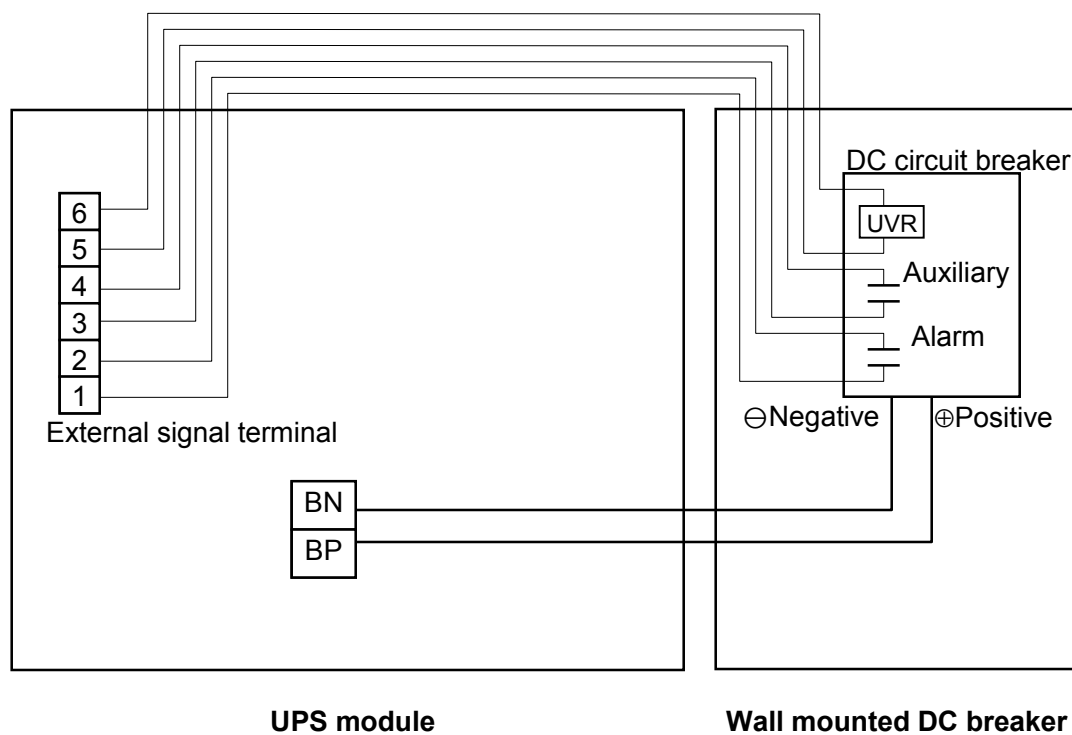 DC circuit breaker
6
UVR
5
Auxiliary
4
3
Alarm
2
1
⊖Negative
⊕Positive
External signal terminal
BN
BP
UPS module
Wall mounted DC breaker